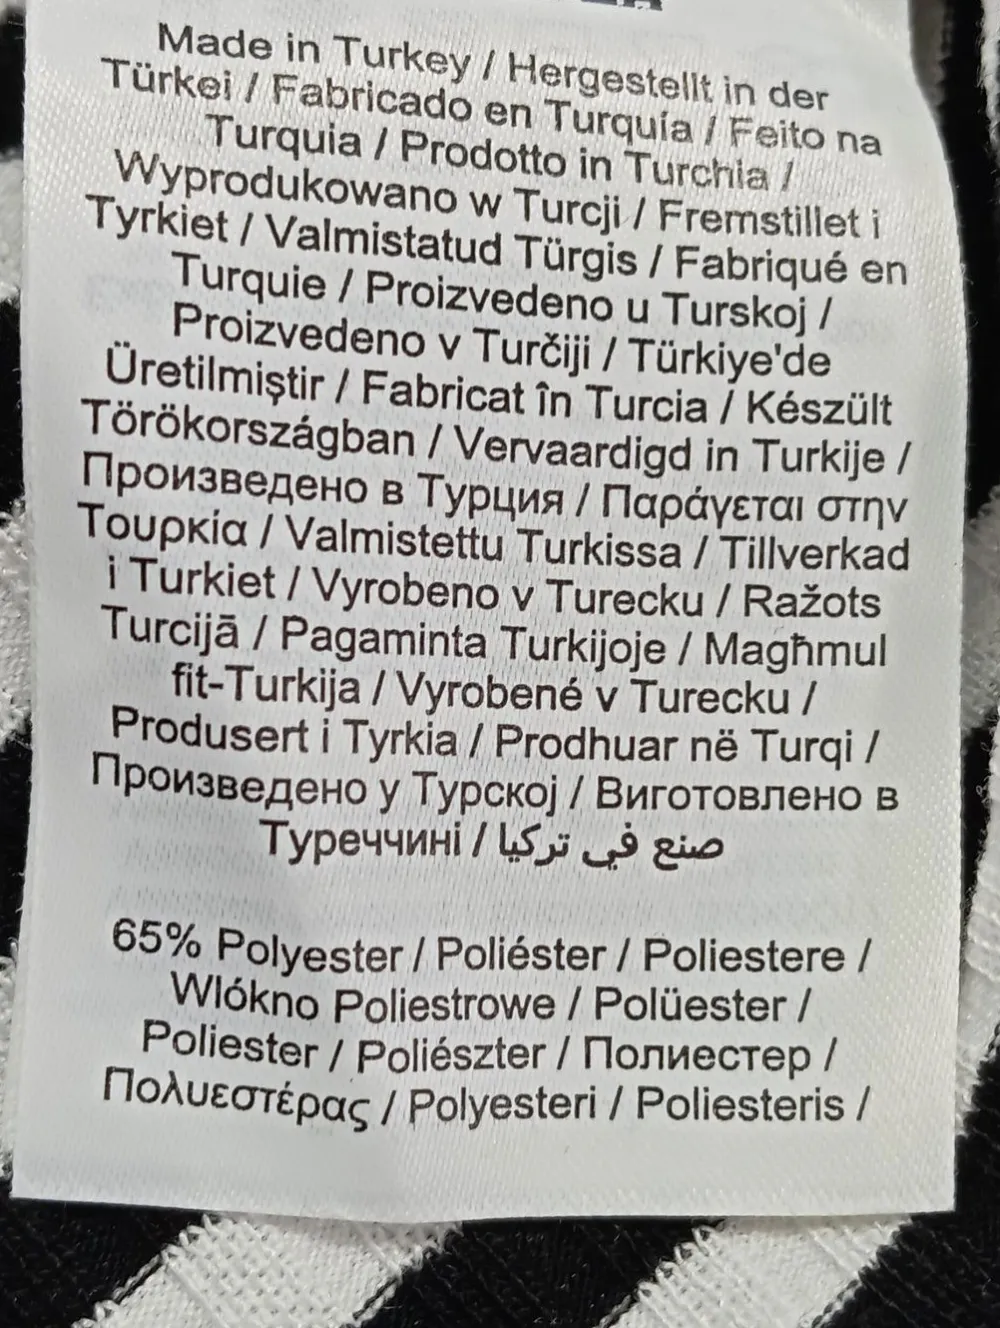 Made in Turkey / Hergestellt in der
Türkei / Fabricado en Turquía / Feito na
Turquia / Prodotto in Turchia /
Wyprodukowano w Turcji / Fremstillet i
Tyrkiet / Valmistatud Türgis / Fabriqué en
Turquie / Proizvedeno u Turskoj /
Proizvedeno v Turčiji / Türkiye'de
Üretilmiştir / Fabricat în Turcia / Készült
Törökországban / Vervaardigd in Turkije /
Произведено в Турция / Παράγεται στην
Τουρκία / Valmistettu Turkissa / Tillverkad
i Turkiet / Vyrobeno v Turecku / Ražots
Turcijā / Pagaminta Turkijoje / Magħmul
fit-Turkija / Vyrobené v Turecku /
Produsert i Tyrkia / Prodhuar në Turqi /
Произведено у Турској / Виготовлено в
Туреччині / صنع في تركيا
65% Polyester / Poliéster / Poliestere /
Wlókno Poliestrowe / Polüester /
Poliester / Poliészter / Полиестер /
Πολυεστέρας / Polyesteri / Poliesteris /